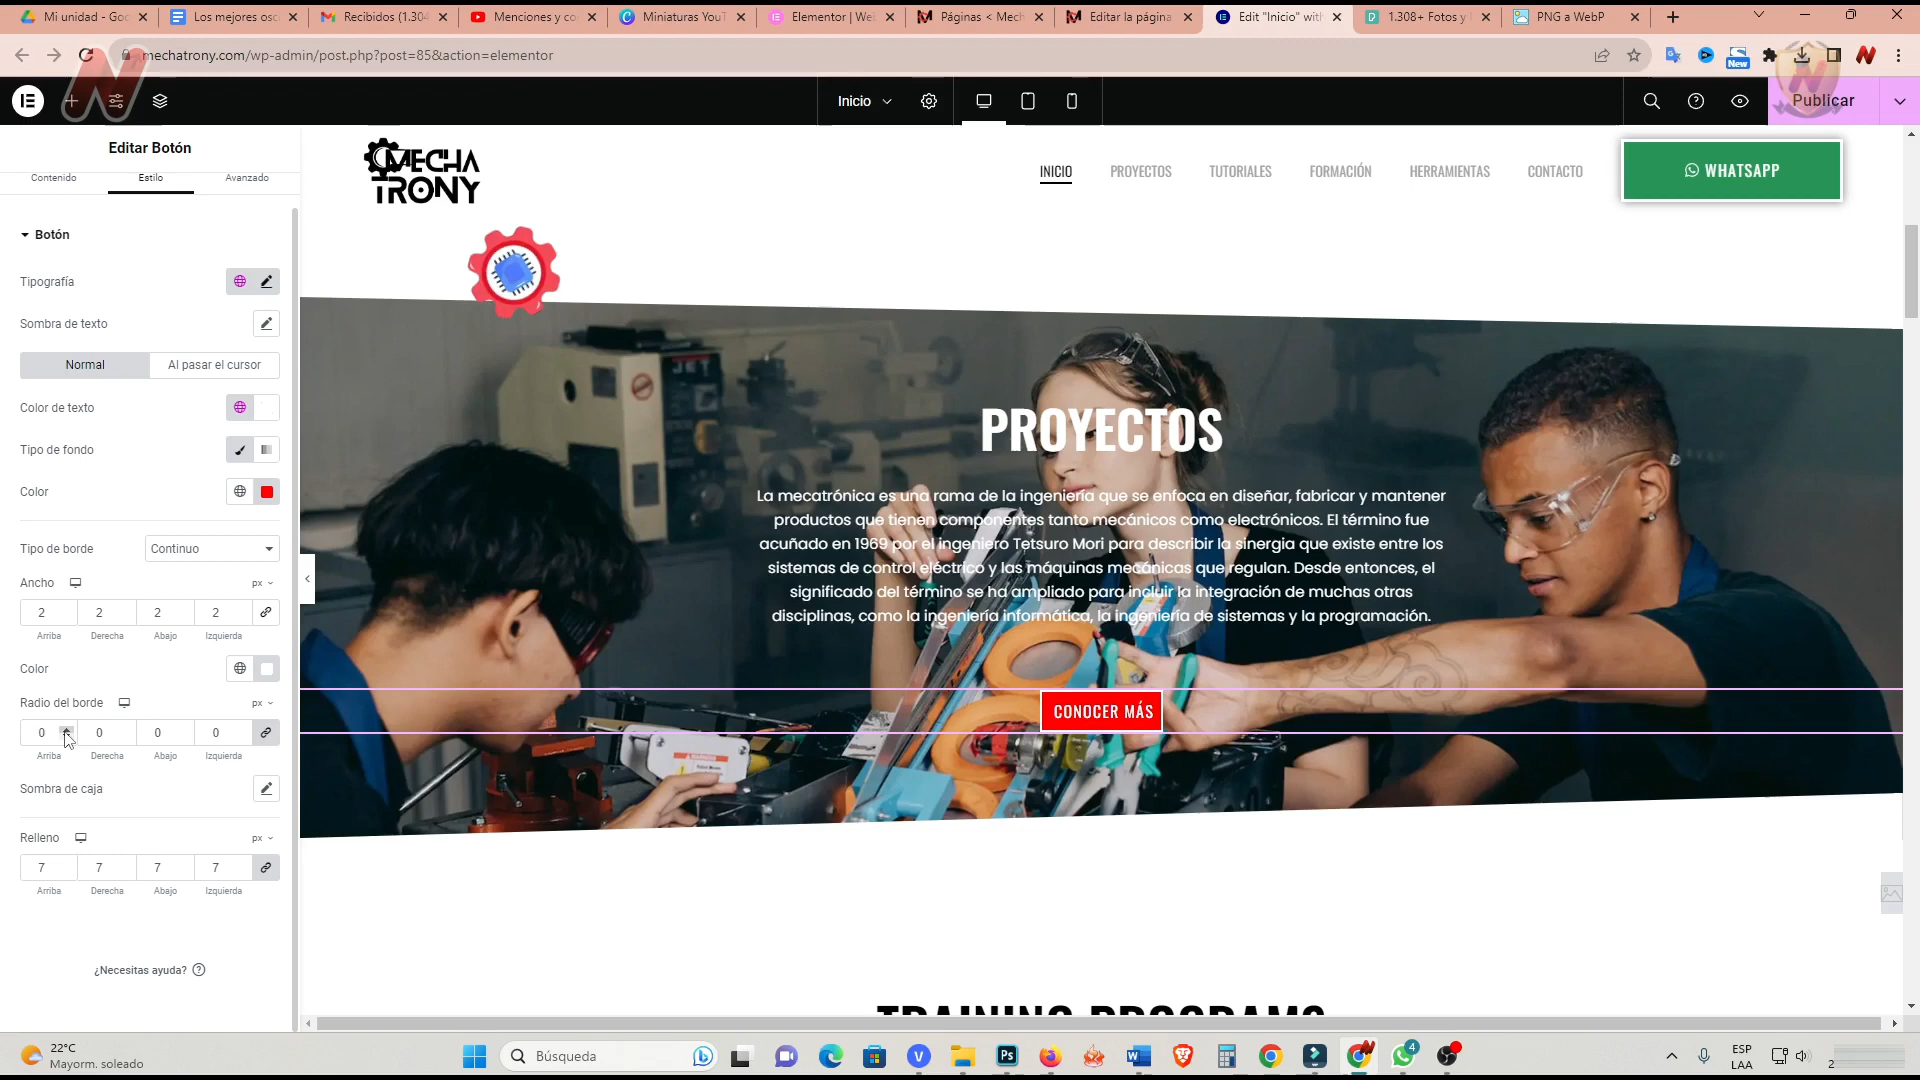 Mi unidad - Goo
Los mejores osc
Recibidos (1.304
Menciones y co
Miniaturas YouT
Elementor | Web
Páginas < Mech
Editar la página
Edit "Inicio" with
1.308+ Fotos y
PNG a WebP
mechatrony.com/wp-admin/post.php?post=85&action=elementor
New
Inicio
Publicar
Editar Botón
Contenido
Estilo
Avanzado
MECHA
TRONY
INICIO
PROYECTOS
TUTORIALES
FORMACIÓN
HERRAMIENTAS
CONTACTO
WHATSAPP
Botón
Tipografía
Sombra de texto
Normal
Al pasar el cursor
Color de texto
Tipo de fondo
Color
Tipo de borde
Continuo
Ancho
px
2
2
2
2
Arriba
Derecha
Abajo
Izquierda
Color
Radio del borde
px
0
0
0
0
Arriba
Derecha
Abajo
Izquierda
Sombra de caja
Relleno
px
7
7
7
7
Arriba
Derecha
Abajo
Izquierda
¿Necesitas ayuda?
PROYECTOS
La mecatrónica es una rama de la ingeniería que se enfoca en diseñar, fabricar y mantener
productos que tienen componentes tanto mecánicos como electrónicos. El término fue
acuñado en 1969 por el ingeniero Tetsuro Mori para describir la sinergia que existe entre los
sistemas de control eléctrico y las máquinas mecánicas que regulan. Desde entonces, el
significado del término se ha ampliado para incluir la integración de muchas otras
disciplinas, como la ingeniería informática, la ingeniería de sistemas y la programación.
CONOCER MÁS
TRAINING PROGRAMS
22°C
Mayorm. soleado
Búsqueda
4
ESP
LAA
2